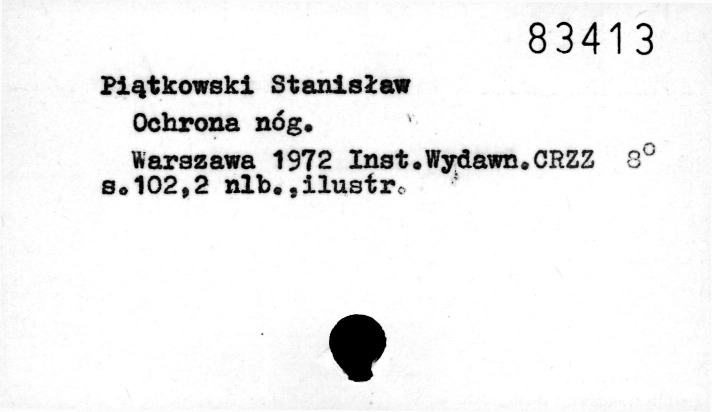 83413
Piątkowski Stanisław
Ochrona nóg.
Warszawa 1972 Inst.Wydawn.CRZZ 8°
s.102,2 nlb.,ilustr.